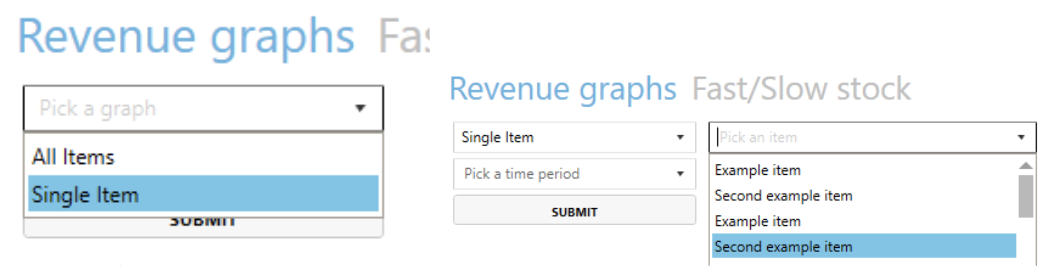 Revenue graphs Fas
Pick a graph
All Items
Single Item
SUBMIT
Revenue graphs Fast/Slow stock
Single Item
Pick an item
Pick a time period
SUBMIT
Example item
Second example item
Example item
Second example item